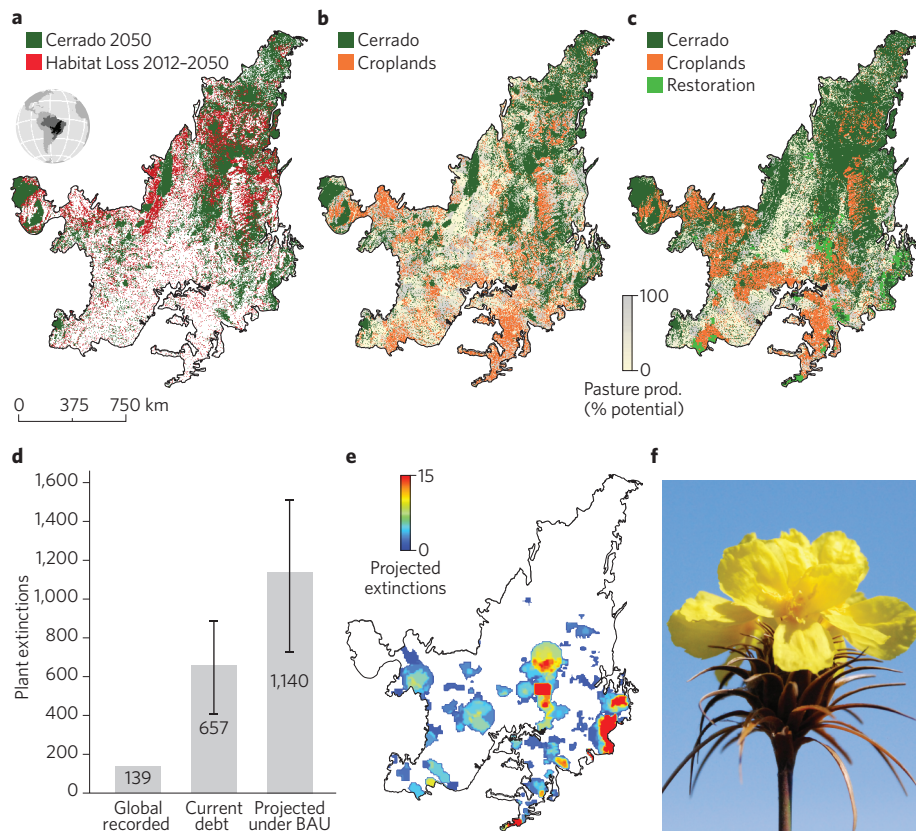 a
Cerrado 2050
Habitat Loss 2012–2050
b
Cerrado
Croplands
c
Cerrado
Croplands
Restoration
100
0
Pasture prod.
(% potential)
0 375 750 km
d
1,600
1,400
1,200
1,000
800
600
400
200
0
Plant extinctions
139
657
1,140
Global
recorded
Current
debt
Projected
under BAU
e
15
0
Projected
extinctions
f